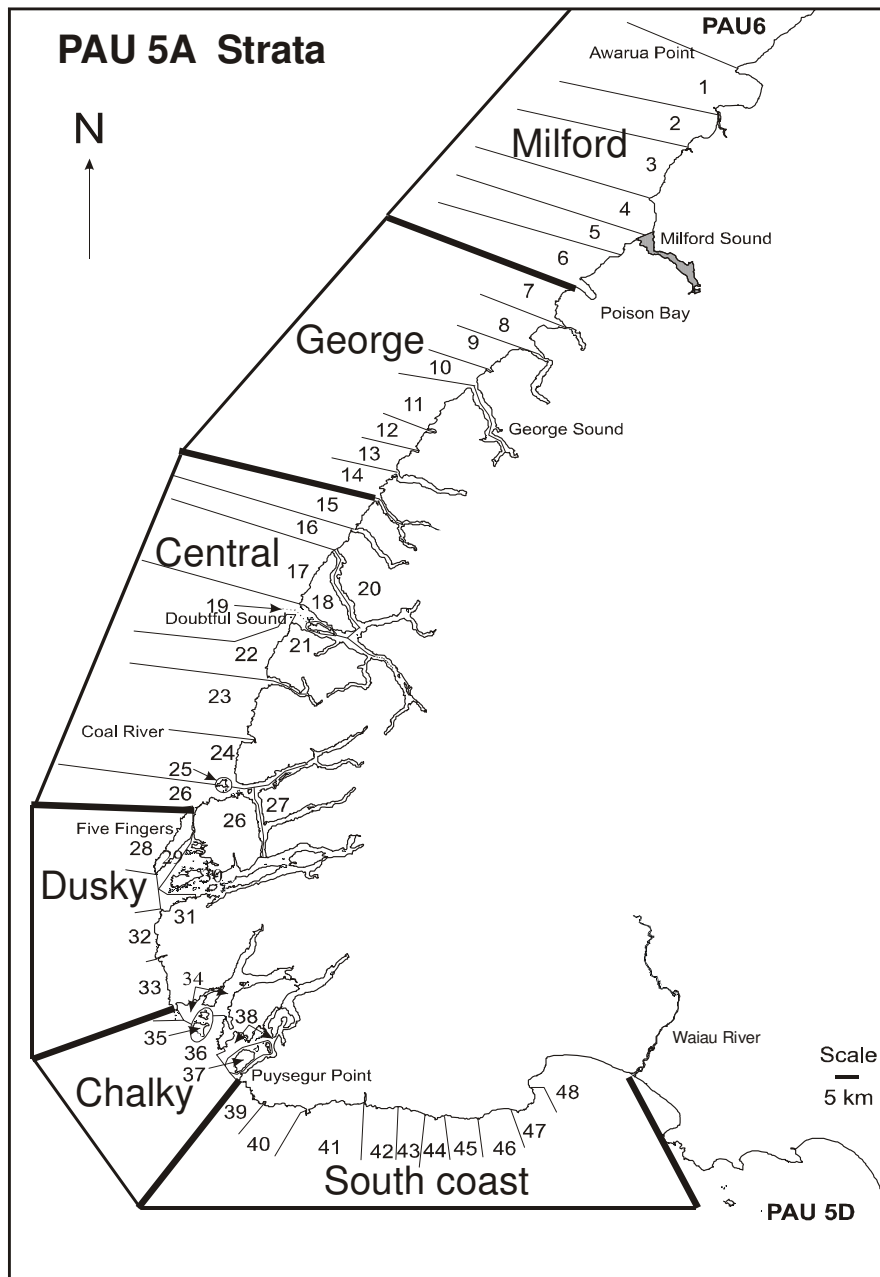 PAU6
PAU 5A Strata
Awarua Point
1
N
2
Milford
3
4
5
Milford Sound
6
7
Poison Bay
8
George
9
10
11
George Sound
12
13
14
15
16
Central
17
20
19
18
Doubtful Sound
21
22
23
Coal River
24
25
26
27
26
Five Fingers
28
29
Dusky
31
32
34
33
38
35
36
Waiau River
37
Puysegur Point
Scale
Chalky
5 km
48
39
47
40
41
42
43
44
45
46
South coast
PAU 5D